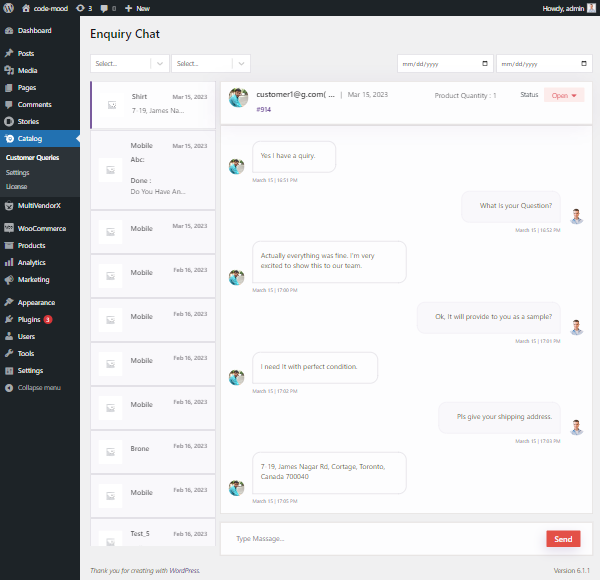 code-mood
3
0
New
Howdy, admin
Dashboard
Posts
Media
Pages
Comments
Stories
Catalog
Customer Queries
Settings
License
MultiVendorX
WooCommerce
Products
Analytics
Marketing
Appearance
Plugins 3
Users
Tools
Settings
Collapse menu
Enquiry Chat
Select...
Select...
mm/dd/yyyy
mm/dd/yyyy
Shirt Mar 15, 2023
7-19, James Na...
Mobile Mar 15, 2023
Abc:
Done :
Do You Have An...
Mobile Mar 15, 2023
Mobile Feb 16, 2023
Mobile Feb 16, 2023
Mobile Feb 16, 2023
Mobile Feb 16, 2023
Brone Feb 16, 2023
Mobile Feb 16, 2023
Test_5 Feb 16, 2023
customer1@g.com( ... | Mar 15, 2023
#914
Product Quantity : 1
Status Open
Yes I have a quiry.
March 15 | 16:51 PM
What is your Question?
March 15 | 16:52 PM
Actually everything was fine. I'm very
excited to show this to our team.
March 15 | 17:00 PM
Ok, It will provide to you as a sample?
March 15 | 17:01 PM
I need It with perfect condition.
March 15 | 17:02 PM
Pls give your shipping address.
March 15 | 17:03 PM
7-19, James Nagar Rd, Cortage, Toronto,
Canada 700040
March 15 | 17:05 PM
Type Massage...
Send
Thank you for creating with WordPress.
Version 6.1.1